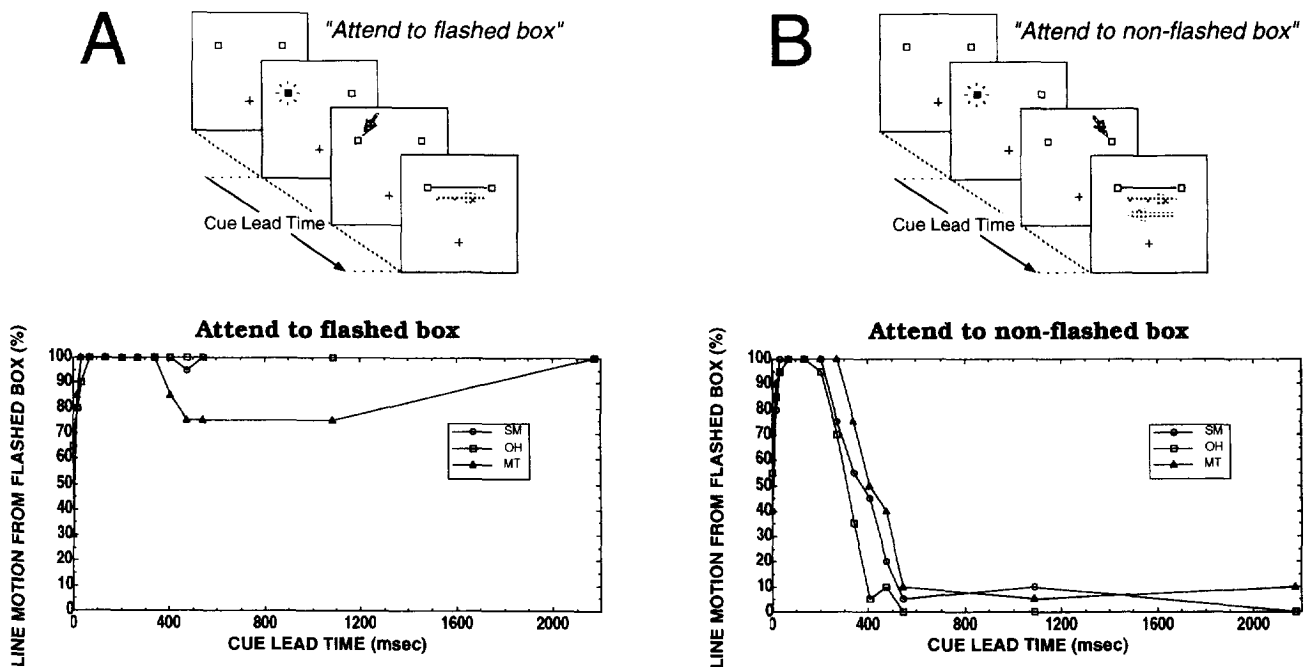 A
"Attend to flashed box"
Cue Lead Time
Attend to flashed box
LINE MOTION FROM FLASHED BOX (%)
100
90
80
70
60
50
40
30
20
10
0
SM
OH
MT
0
400
800
1200
1600
2000
CUE LEAD TIME (msec)
B
"Attend to non-flashed box"
Cue Lead Time
Attend to non-flashed box
LINE MOTION FROM FLASHED BOX (%)
100
90
80
70
60
50
40
30
20
10
0
SM
OH
MT
0
400
800
1200
1600
2000
CUE LEAD TIME (msec)